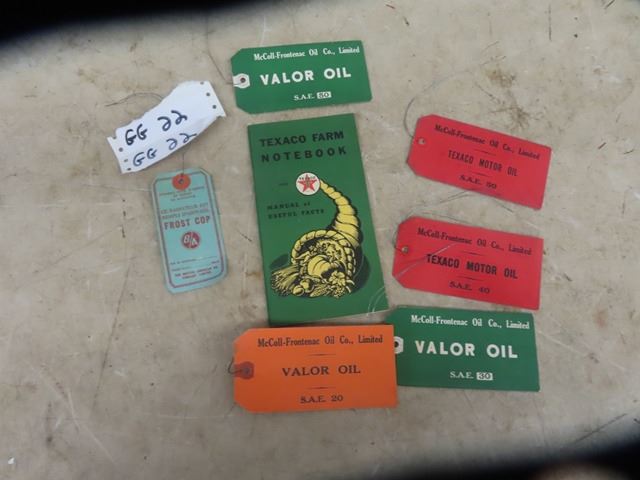 McColl-Frontenac Oil Co., Limited
VALOR OIL
S.A.E. 50
GG 22
GG 22
TEXACO FARM
NOTEBOOK
AND
MANUAL of
USEFUL FACTS
FROST COP
B/A
McColl-Frontenac Oil Co., Limited
TEXACO MOTOR OIL
S.A.E. 50
McColl-Frontenac Oil Co., Limited
TEXACO MOTOR OIL
S.A.E. 40
McColl-Frontenac Oil Co., Limited
VALOR OIL
S.A.E. 30
McColl-Frontenac Oil Co., Limited
VALOR OIL
S.A.E. 20